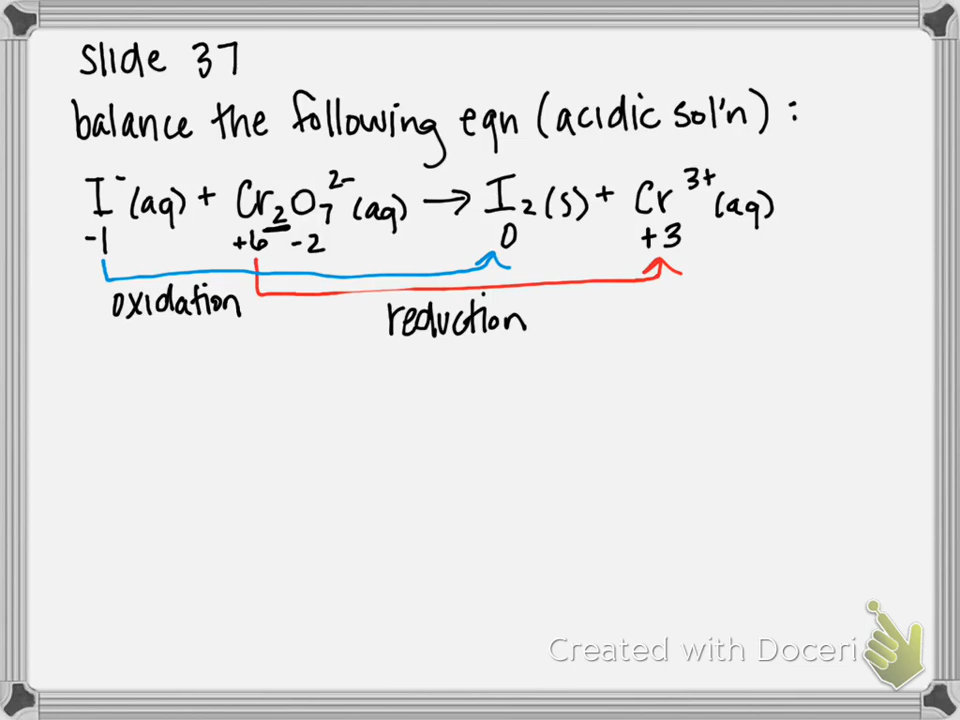 slide 37
balance the following eqn (acidic sol'n) :
I⁻(aq) + Cr₂O₇²⁻(aq) → I₂(s) + Cr³⁺(aq)
-1 +6 -2 0 +3
oxidation
reduction
Created with Doceri